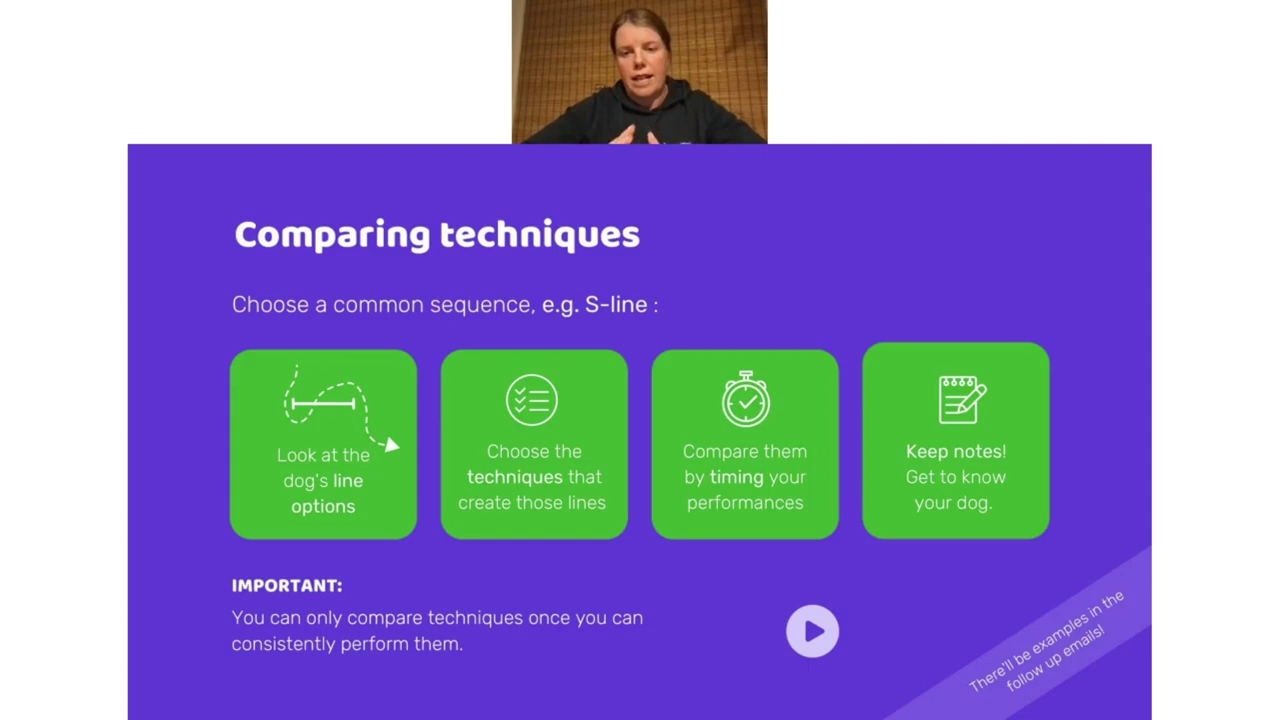 Comparing techniques
Choose a common sequence, e.g. S-line :
Look at the
dog's line
options
Choose the
techniques that
create those lines
Compare them
by timing your
performances
Keep notes!
Get to know
your dog.
IMPORTANT:
You can only compare techniques once you can
consistently perform them.
There'll be examples in the
follow up emails!